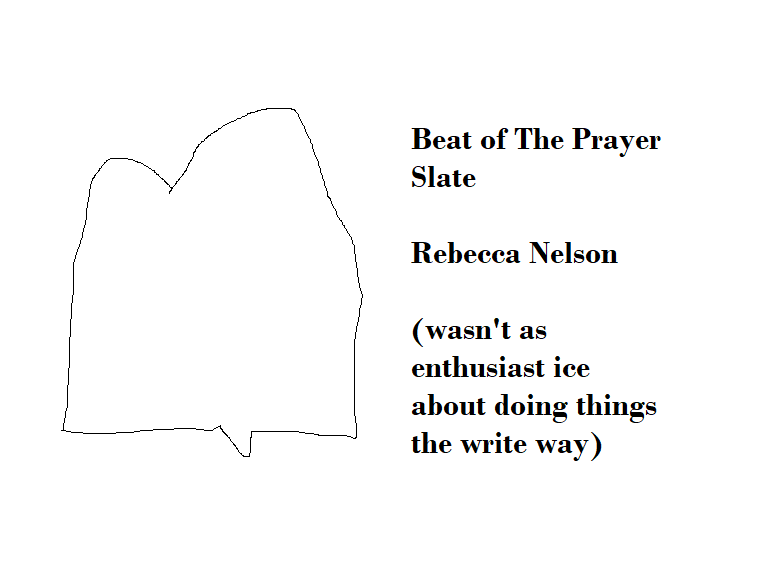 Beat of The Prayer
Slate
Rebecca Nelson
(wasn't as
enthusiast ice
about doing things
the write way)